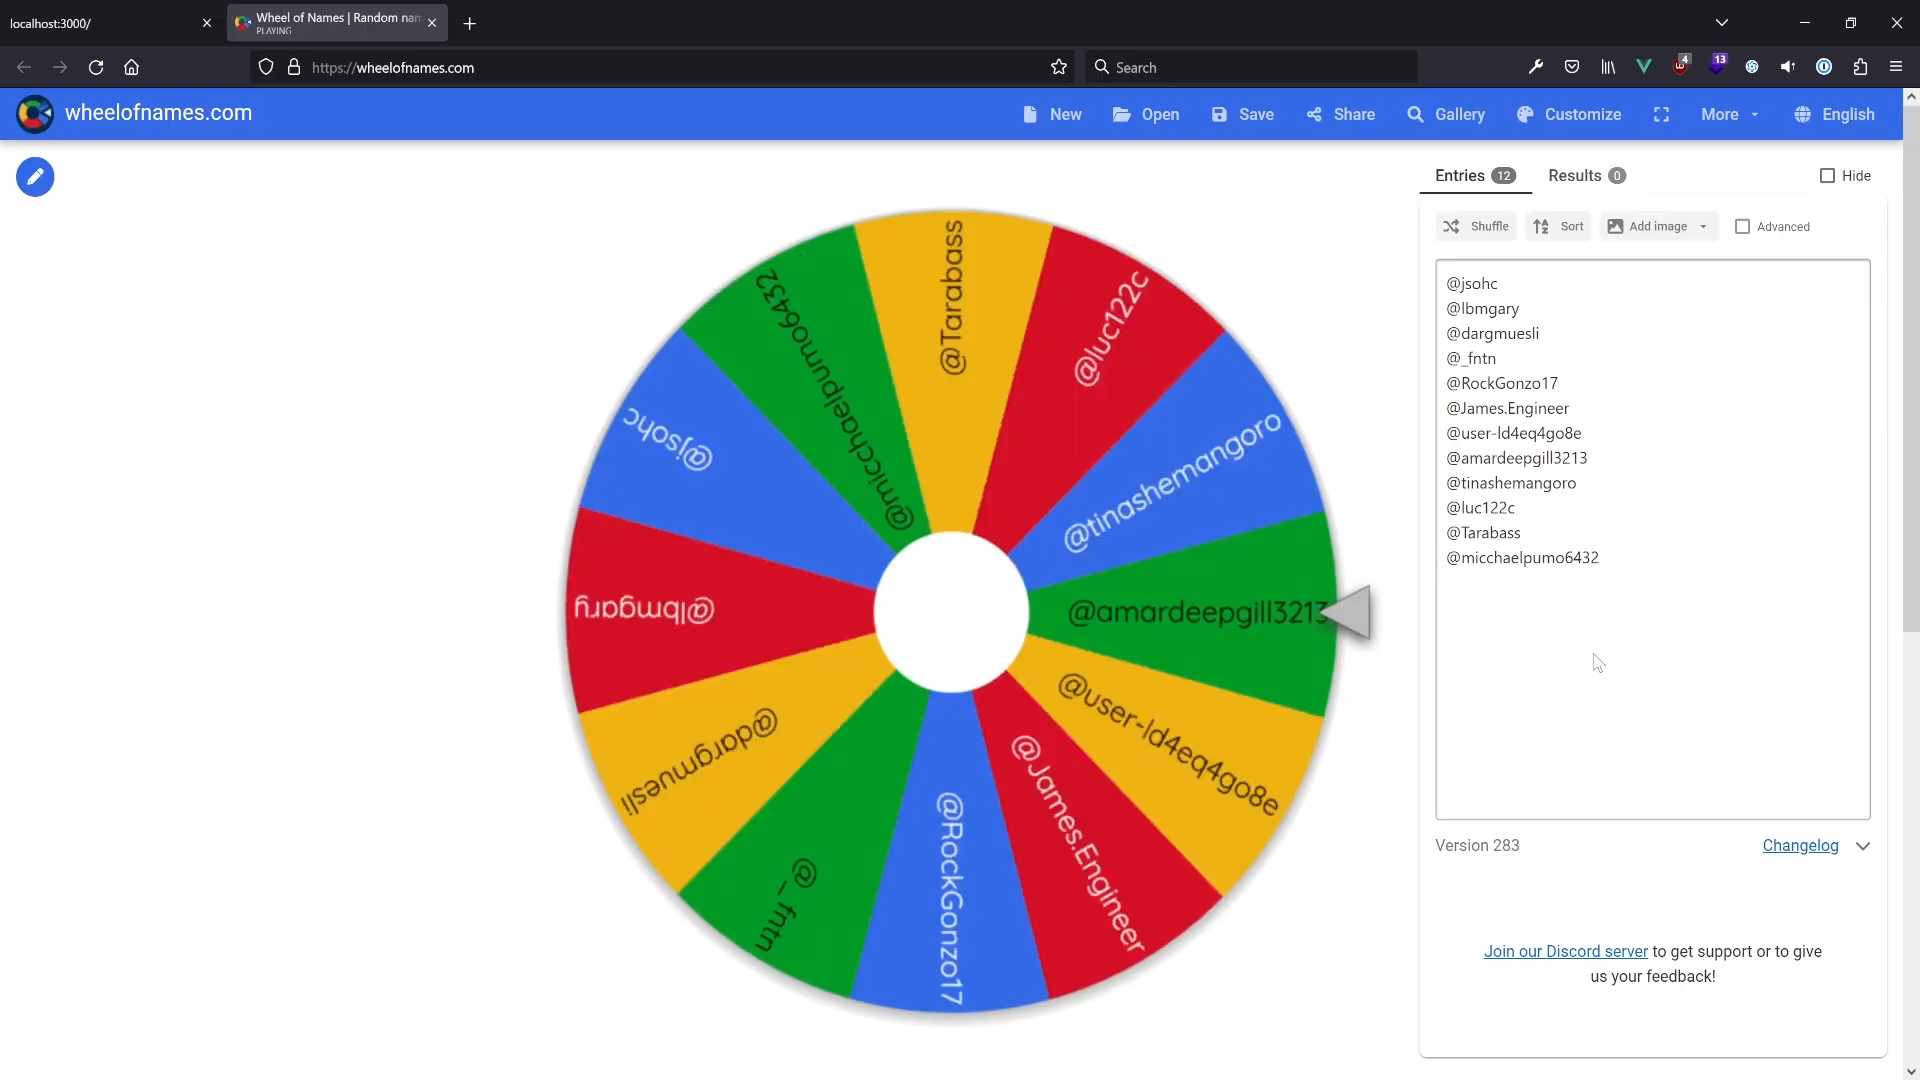 localhost:3000/
Wheel of Names | Random nam
PLAYING
https://wheelofnames.com
Search
4
13
wheelofnames.com
New
Open
Save
Share
Gallery
Customize
More
English
Entries 12
Results 0
Hide
Shuffle
Sort
Add image
Advanced
@jsohc
@lbmgary
@dargmuesli
@_fntn
@RockGonzo17
@James.Engineer
@user-ld4eq4go8e
@amardeepgill3213
@tinashemangoro
@luc122c
@Tarabass
@micchaelpumo6432
@Tarabass
@luc122c
@tinashemangoro
@amardeepgill3213
@user-ld4eq4go8e
@James.Engineer
@RockGonzo17
@_fntn
@dargmuesli
@lbmgary
@jsohc
@micchaelpumo6432
Version 283
Changelog
Join our Discord server to get support or to give
us your feedback!